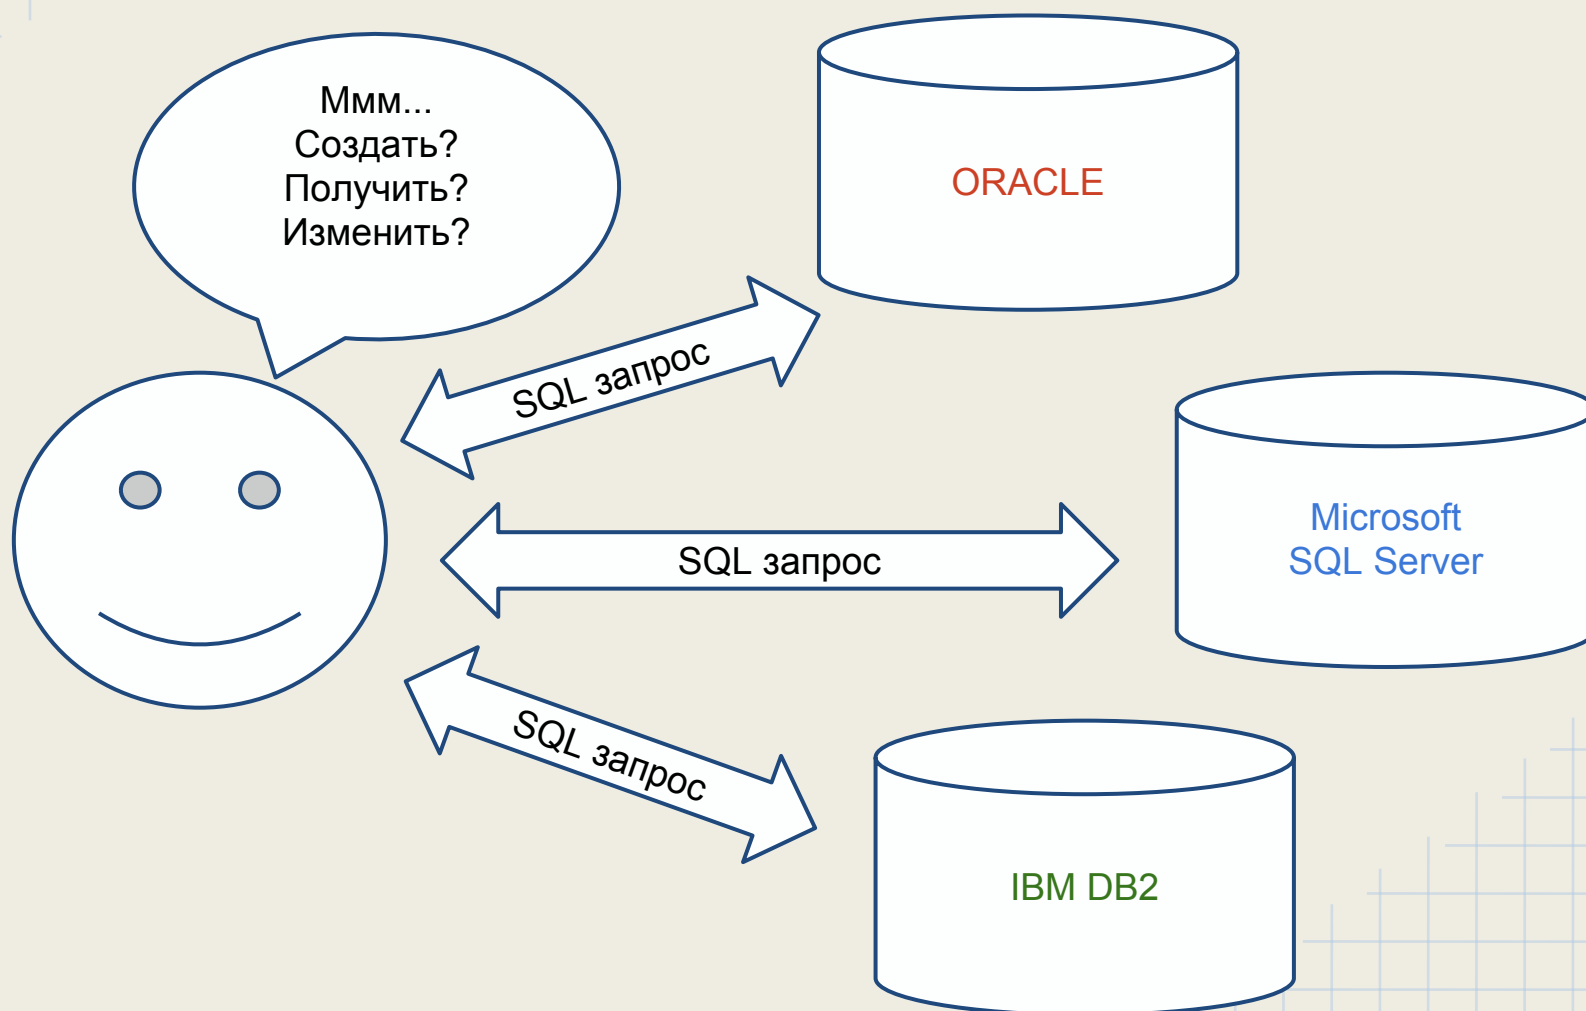 Ммм...
Создать?
Получить?
Изменить?
ORACLE
SQL запрос
SQL запрос
Microsoft
SQL Server
SQL запрос
IBM DB2